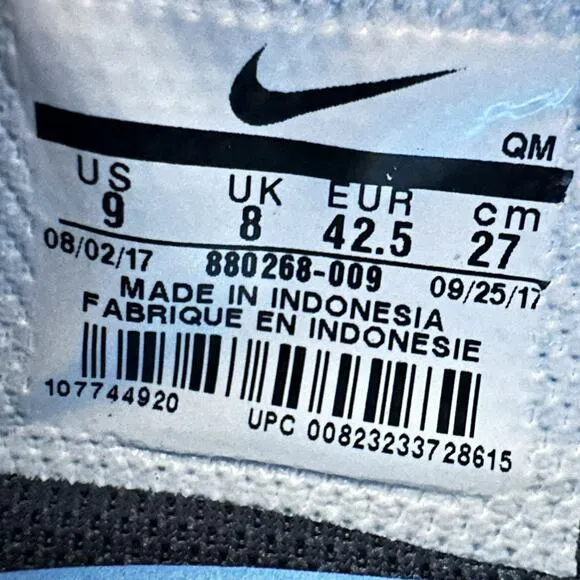 QM
US UK EUR cm
9 8 42.5 27
08/02/17 880268-009 09/25/17
MADE IN INDONESIA
FABRIQUE EN INDONESIE
107744920 UPC 00823233728615